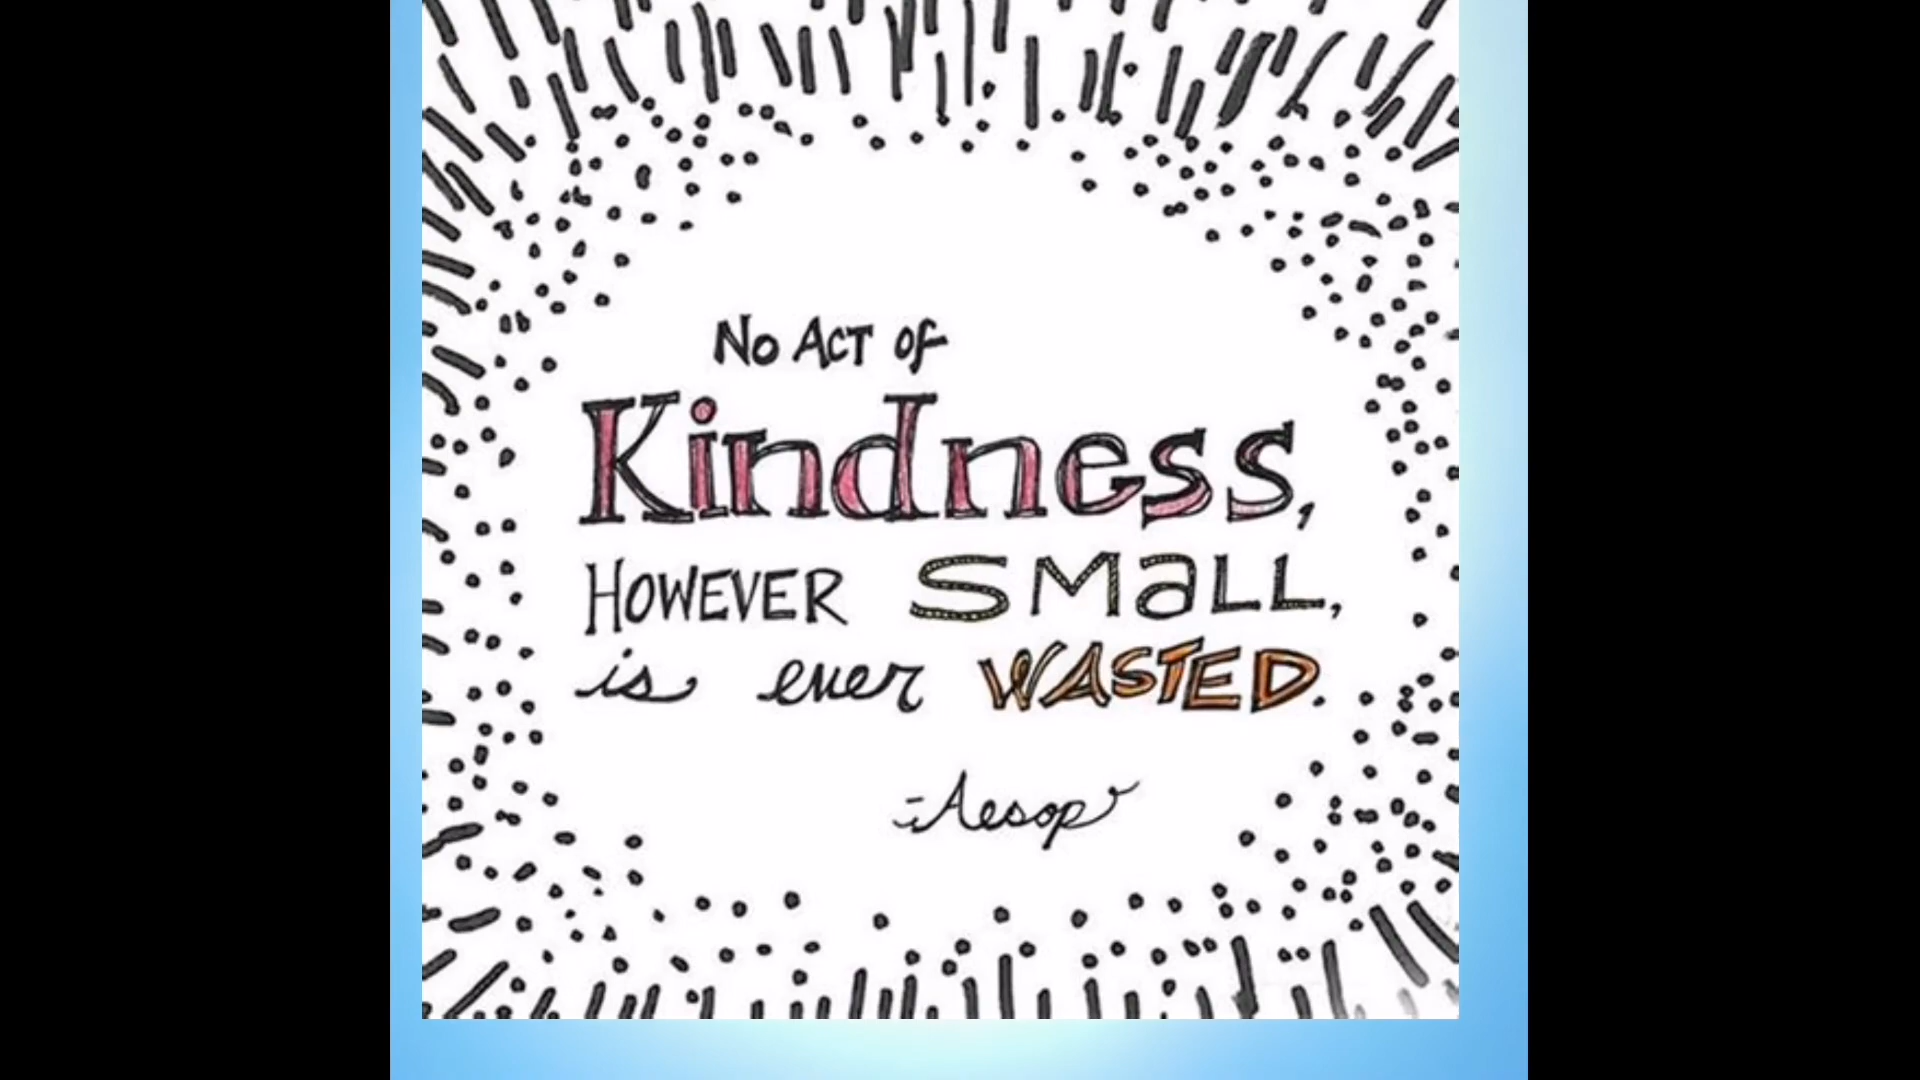 No Act of
Kindness,
However Small,
is ever Wasted.
-Aesop